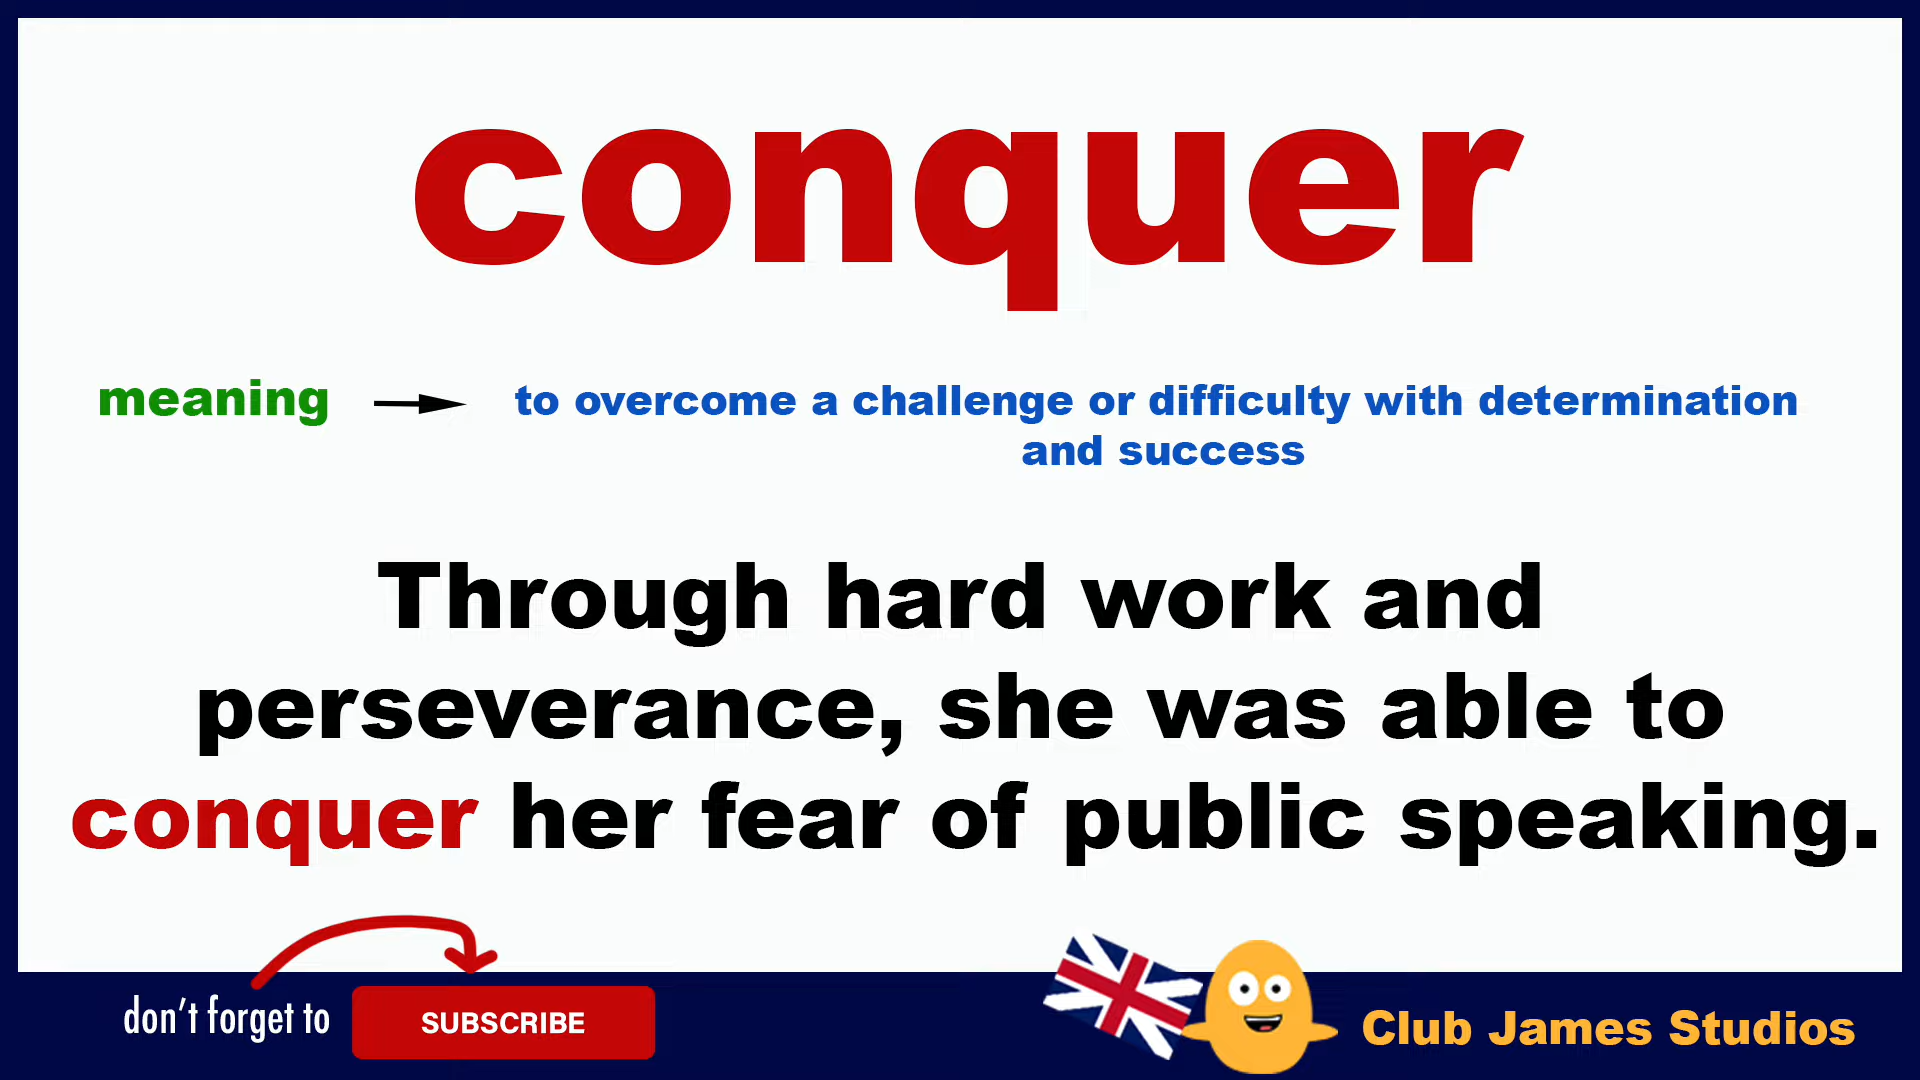 conquer
meaning
to overcome a challenge or difficulty with determination
and success
Through hard work and
perseverance, she was able to
conquer her fear of public speaking.
don't forget to
SUBSCRIBE
Club James Studios